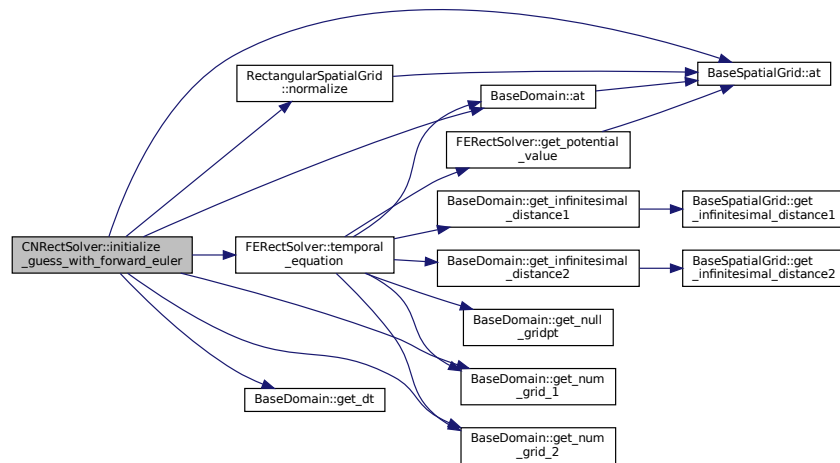 CNRectSolver::initialize
_guess_with_forward_euler
RectangularSpatialGrid
::normalize
FERectSolver::temporal
_equation
BaseDomain::get_dt
BaseDomain::at
FERectSolver::get_potential
_value
BaseDomain::get_infinitesimal
_distance1
BaseDomain::get_infinitesimal
_distance2
BaseDomain::get_null
_gridpt
BaseDomain::get_num
_grid_1
BaseDomain::get_num
_grid_2
BaseSpatialGrid::at
BaseSpatialGrid::get
_infinitesimal_distance1
BaseSpatialGrid::get
_infinitesimal_distance2